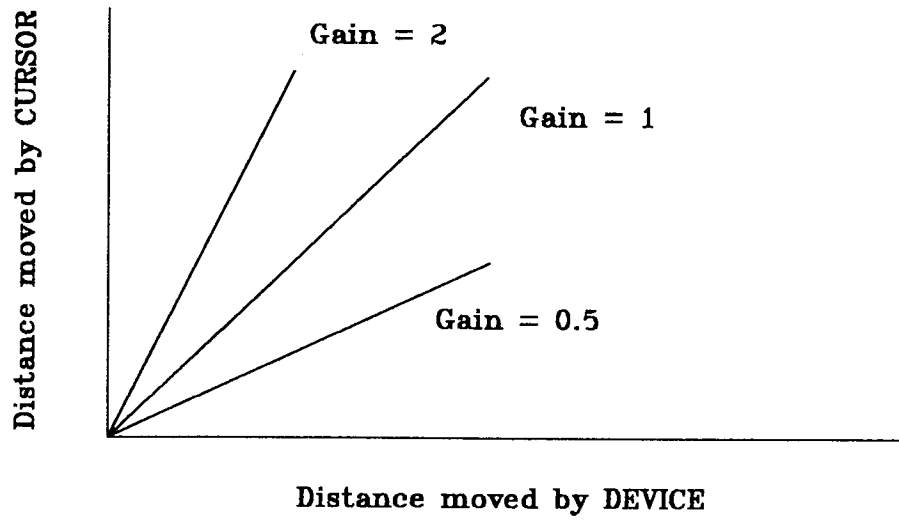 Gain = 2
Gain = 1
Gain = 0.5
Distance moved by CURSOR
Distance moved by DEVICE